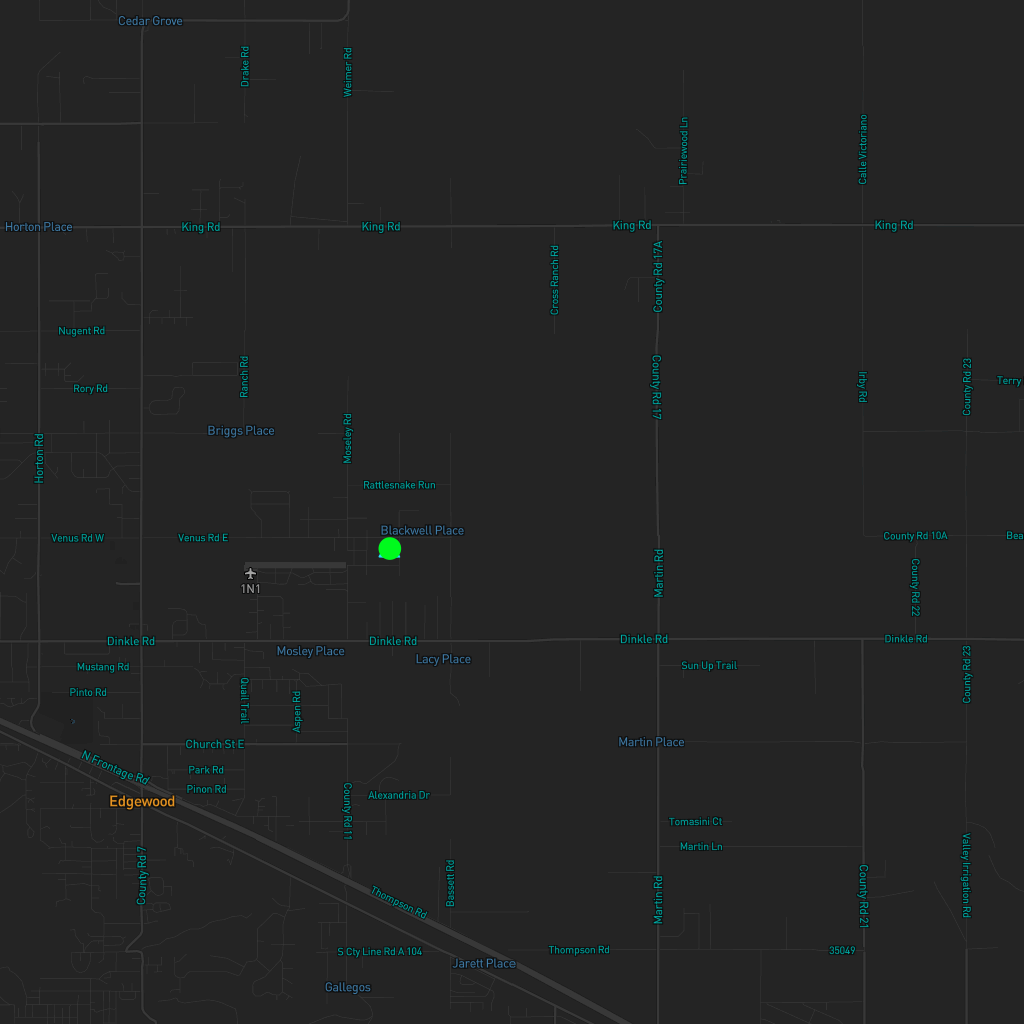 Cedar Grove
Drake Rd
Weimer Rd
Prairiewood Ln
Calle Victoriano
Horton Place
King Rd
King Rd
King Rd
King Rd
Cross Ranch Rd
County Rd 17A
Nugent Rd
Ranch Rd
County Rd 17
Irby Rd
County Rd 23
Terry
Rory Rd
Briggs Place
Moseley Rd
Horton Rd
Rattlesnake Run
Blackwell Place
Venus Rd W
Venus Rd E
County Rd 10A
Bea
Martin Rd
County Rd 22
1N1
Dinkle Rd
Dinkle Rd
Dinkle Rd
Dinkle Rd
Mosley Place
Lacy Place
Mustang Rd
Sun Up Trail
County Rd 23
Pinto Rd
Quail Trail
Aspen Rd
Church St E
Martin Place
N Frontage Rd
Park Rd
Pinon Rd
Edgewood
County Rd 11
Alexandria Dr
Tomasini Ct
Martin Ln
County Rd 7
Bassett Rd
Thompson Rd
Martin Rd
County Rd 21
Valley Irrigation Rd
S Cty Line Rd A 104
Thompson Rd
35049
Jarett Place
Gallegos